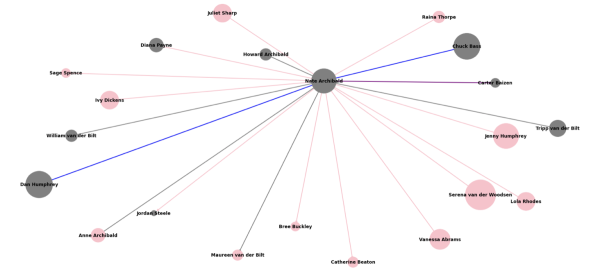 Juliet Sharp
Raina Thorpe
Diana Payne
Chuck Bass
Howard Archibald
Sage Spence
Nate Archibald
Carter Baizen
Ivy Dickens
William van der Bilt
Tripp van der Bilt
Jenny Humphrey
Dan Humphrey
Serena van der Woodsen
Lola Rhodes
Jordan Steele
Bree Buckley
Anne Archibald
Vanessa Abrams
Maureen van der Bilt
Catherine Beaton